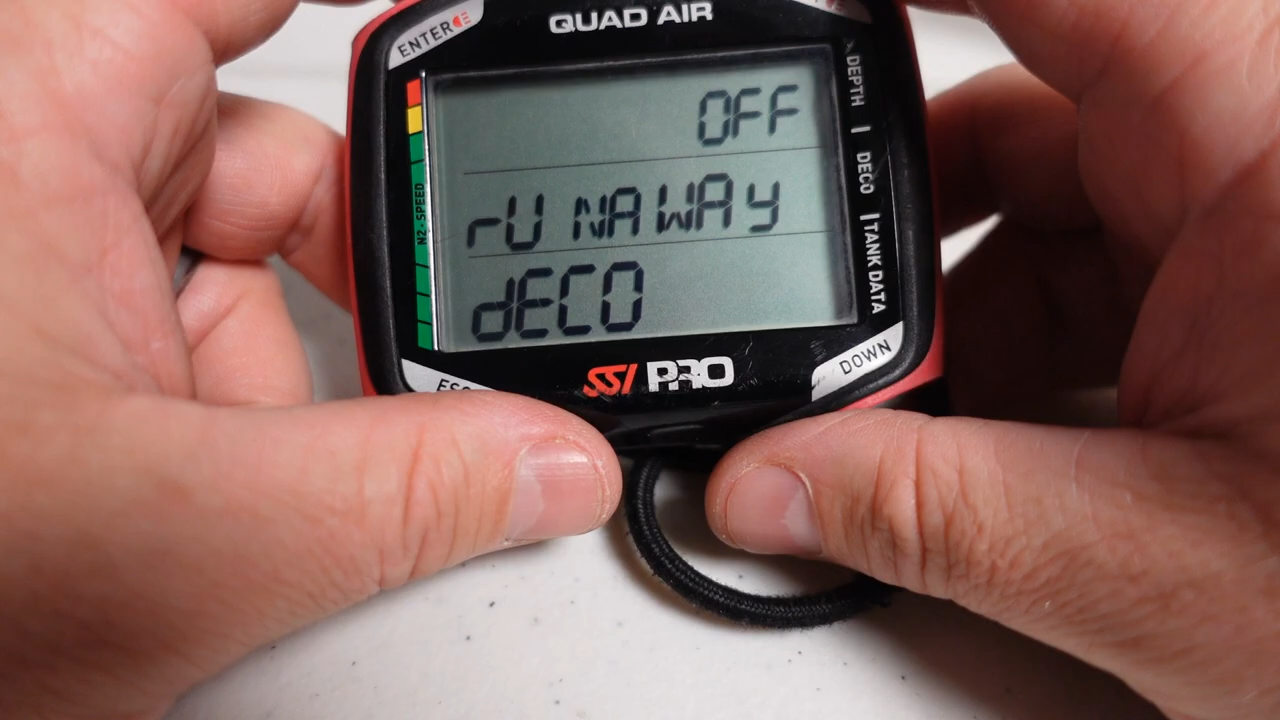 ENTER
QUAD AIR
OFF
rUNAWAy
dECO
N2-SPEED
DEPTH | DECO | TANK DATA
SSI PRO
DOWN